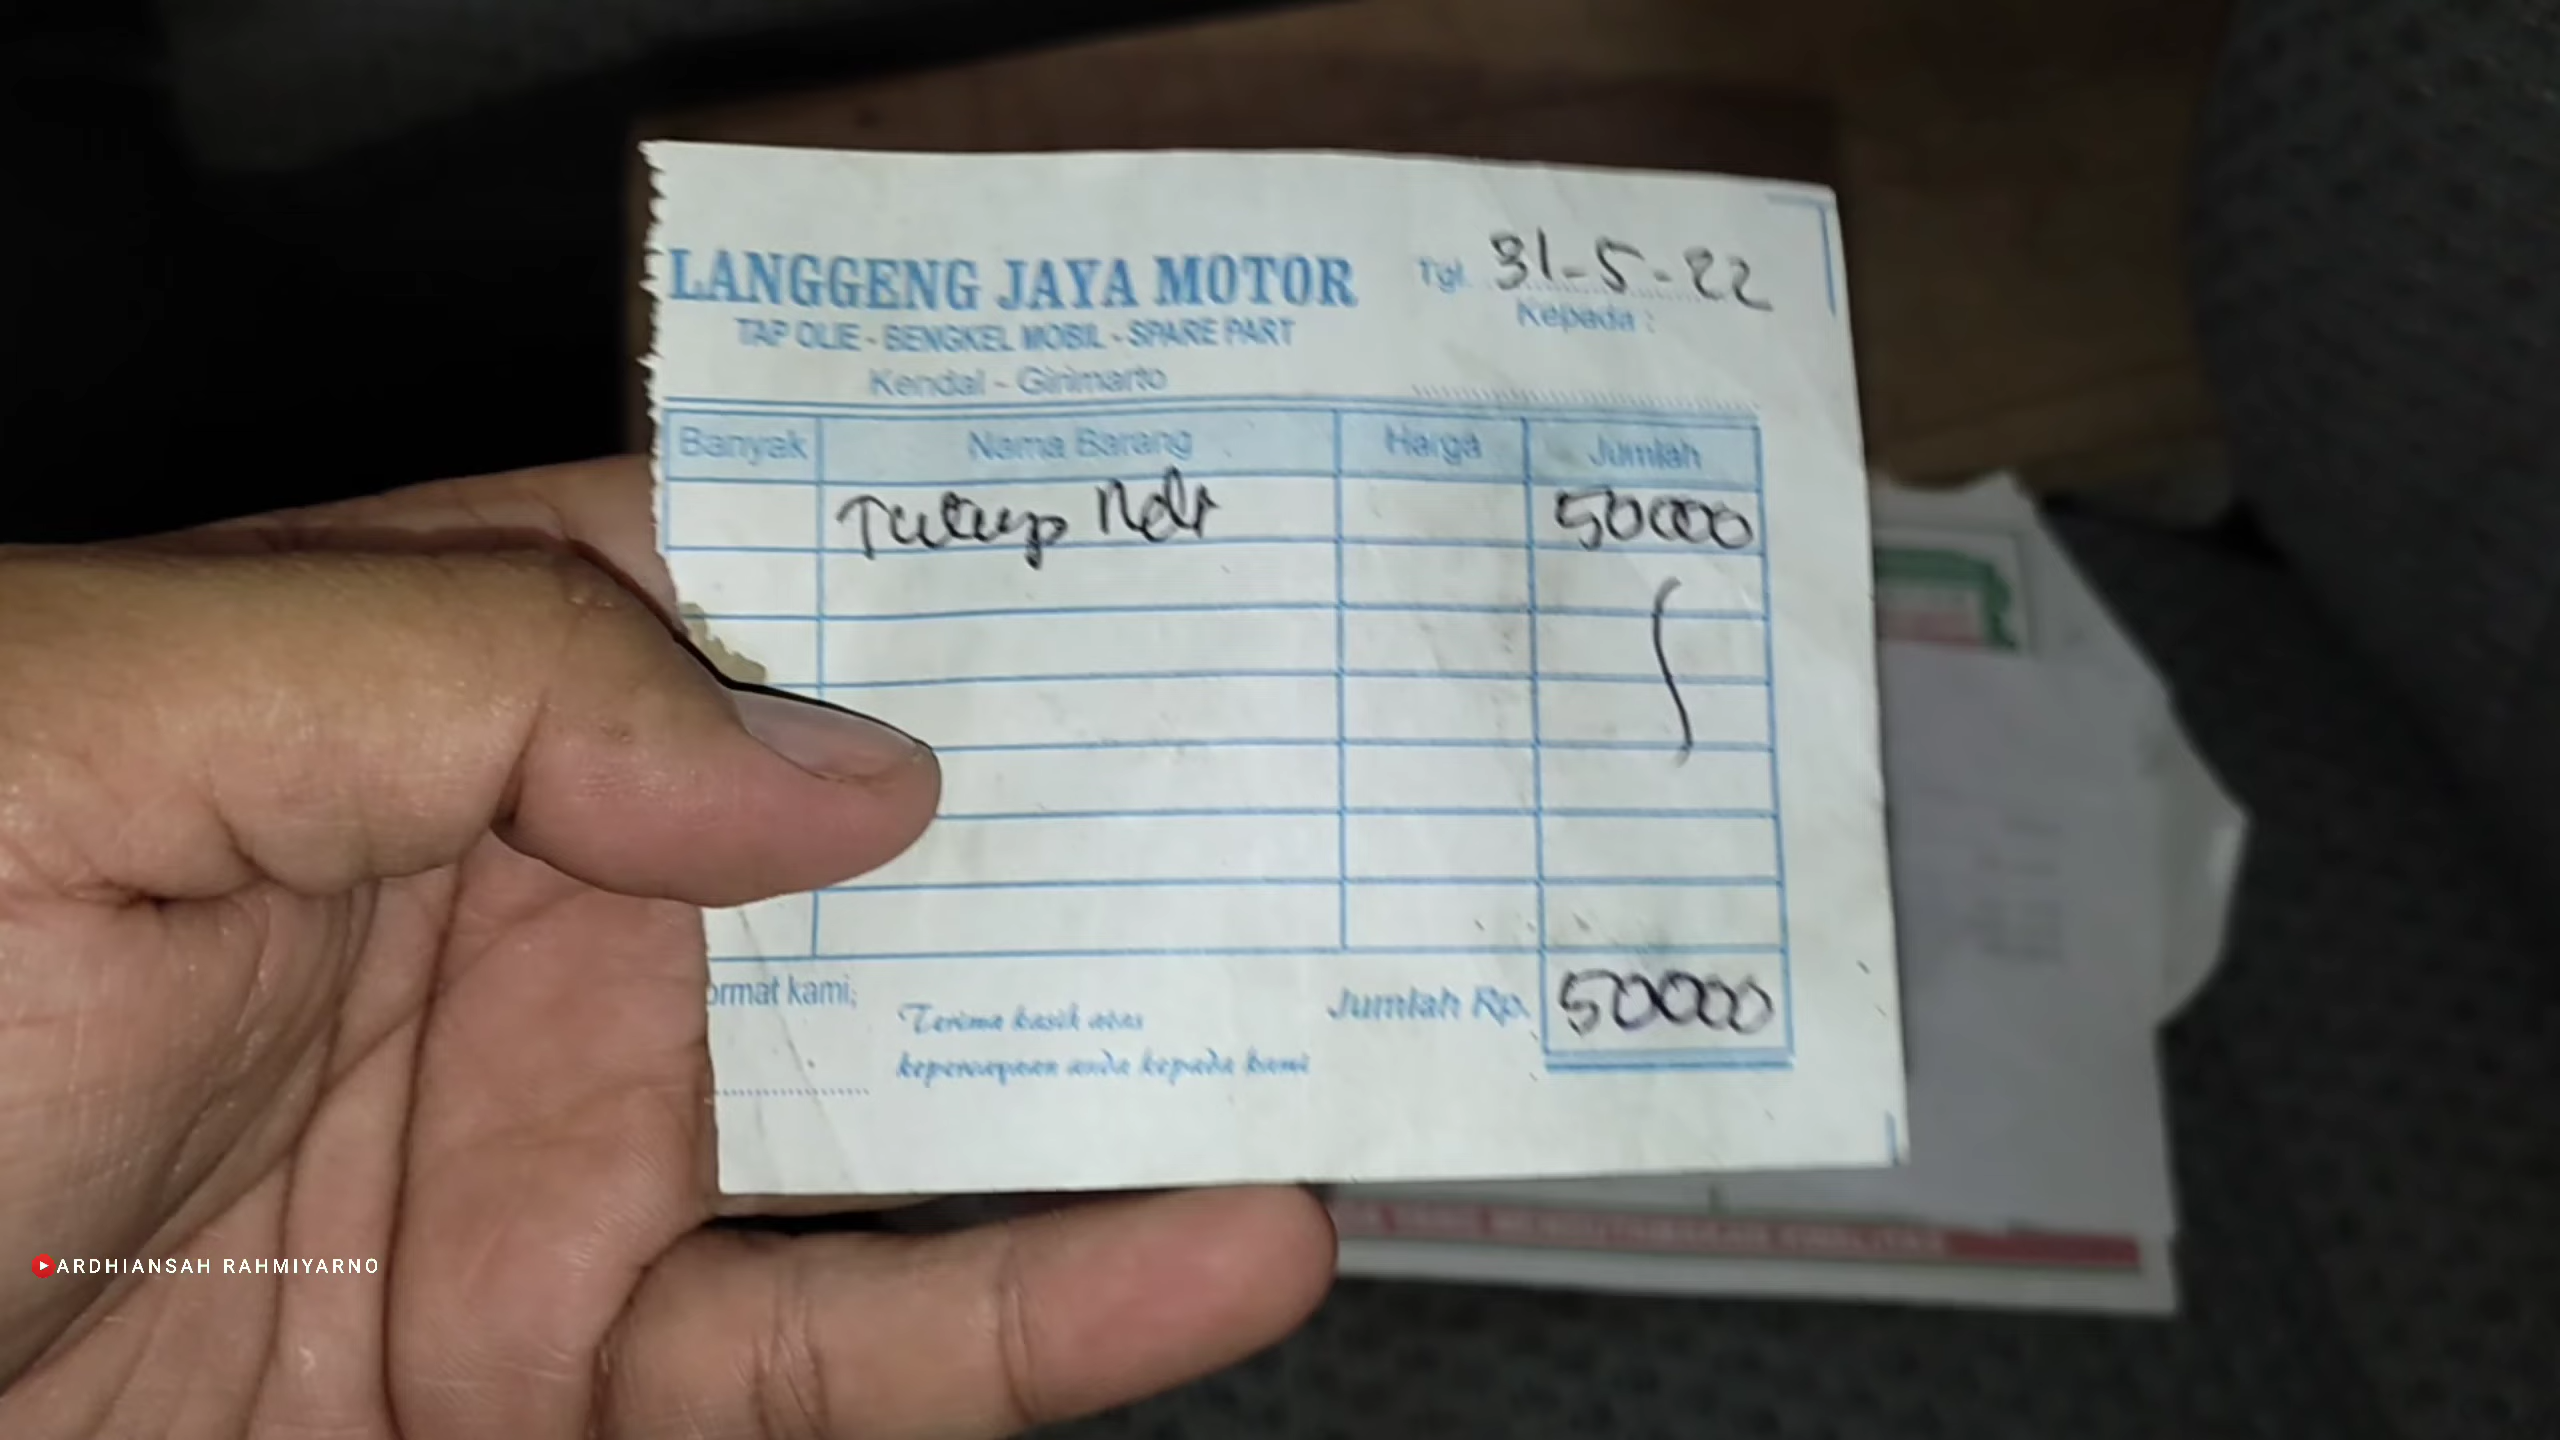 LANGGENG JAYA MOTOR
TAP OLIE - BENGKEL MOBIL - SPARE PART
Kendal - Girimarto
Tgl. 31-5-22
Kepada :
Banyak Nama Barang Harga Jumlah
Tutup 50000
ormat kami;
Terima kasih atas
kepercayaan anda kepada kami
Jumlah Rp. 50000
ARDHIANSAH RAHMIYARNO